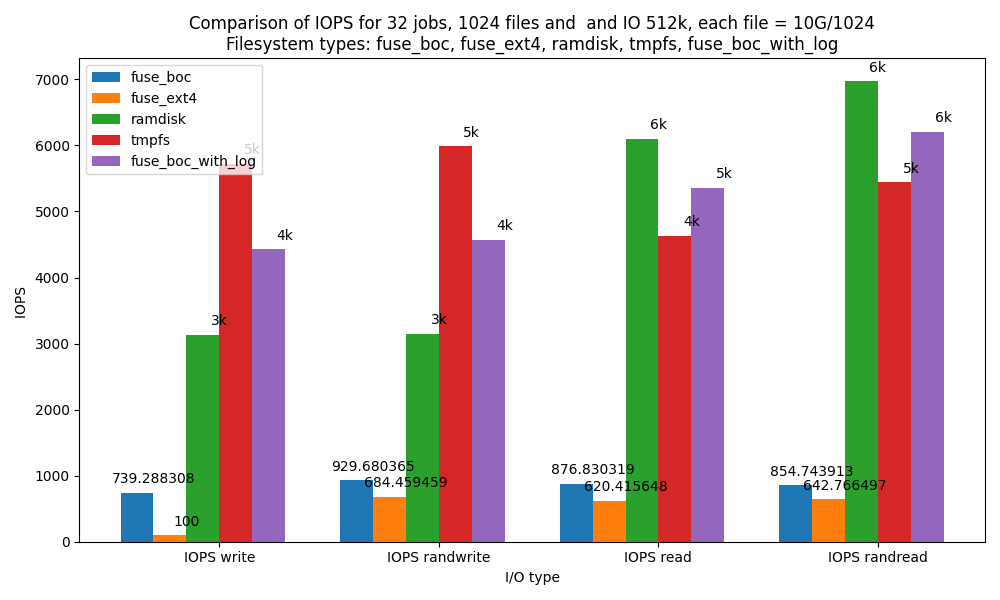 Comparison of IOPS for 32 jobs, 1024 files and  and IO 512k, each file = 10G/1024
Filesystem types: fuse_boc, fuse_ext4, ramdisk, tmpfs, fuse_boc_with_log
fuse_boc
fuse_ext4
ramdisk
tmpfs
fuse_boc_with_log
IOPS
7000
6000
5000
4000
3000
2000
1000
0
739.288308
100
3k
5k
4k
929.680365
684.459459
3k
5k
4k
876.830319
620.415648
6k
4k
5k
854.743913
642.766497
6k
5k
6k
IOPS write
IOPS randwrite
IOPS read
IOPS randread
I/O type